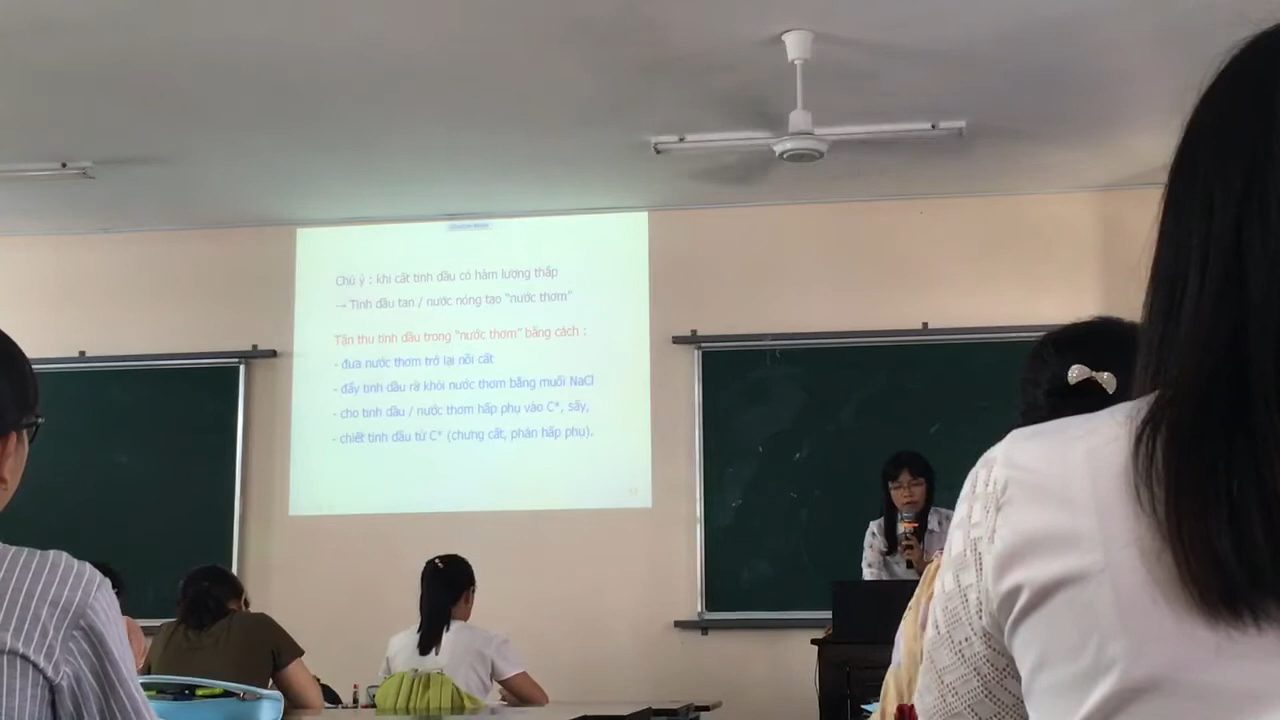 Chú ý : khi cất tinh dầu có hàm lượng thấp
→ Tinh dầu tan / nước nóng tạo "nước thơm"
Tận thu tinh dầu trong "nước thơm" bằng cách :
- đưa nước thơm trở lại nồi cất
- đẩy tinh dầu ra khỏi nước thơm bằng muối NaCl
- cho tinh dầu / nước thơm hấp phụ vào C*, sấy,
- chiết tinh dầu từ C* (chưng cất, phản hấp phụ).